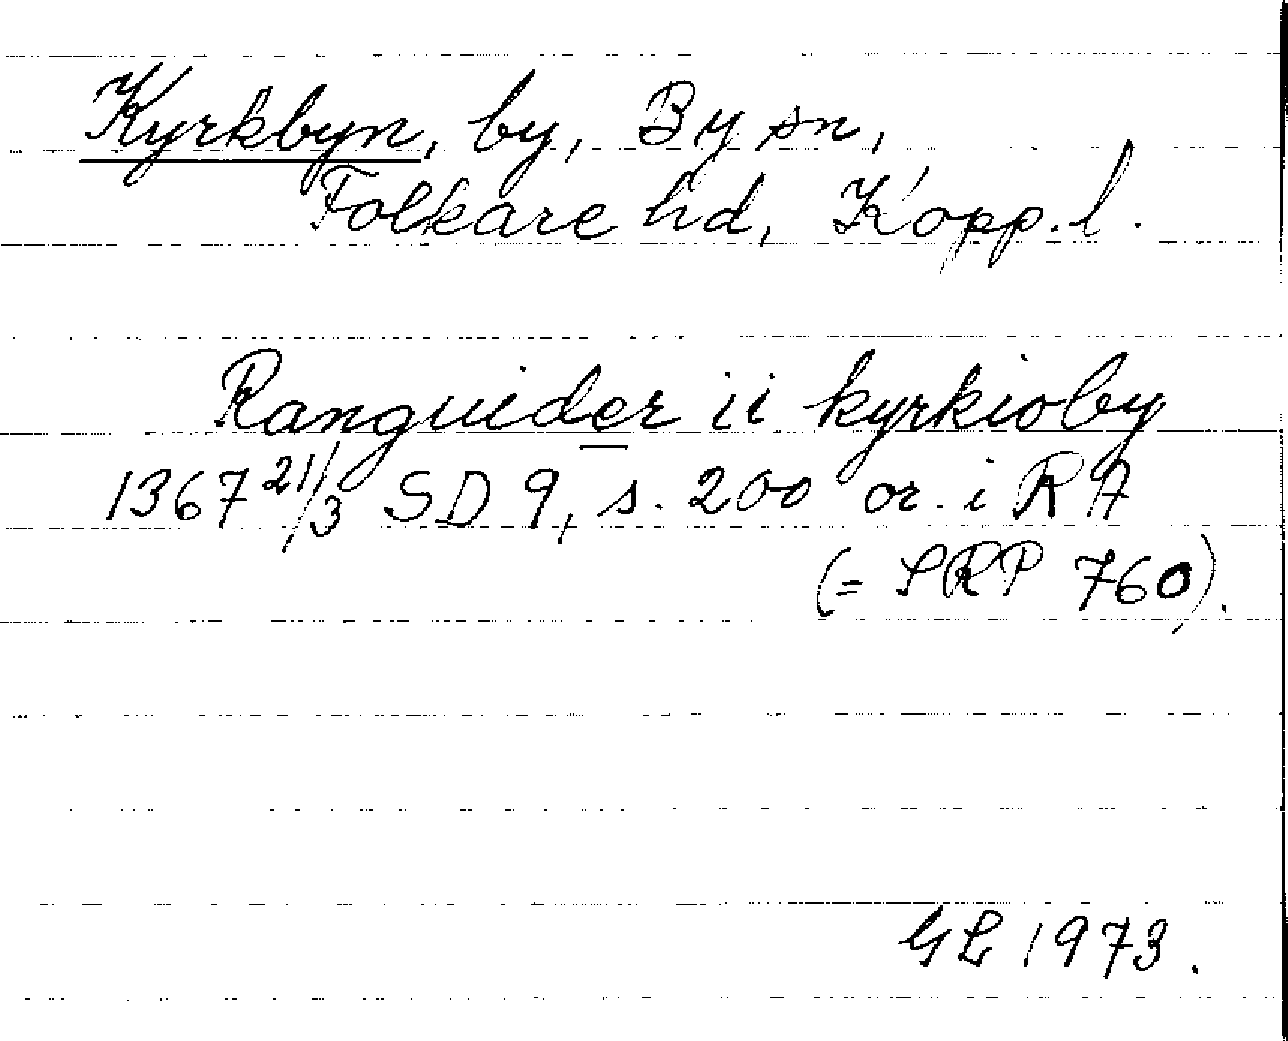 Kyrkbyn, by, By sn,
Folkare hd, Kopp. l.
Ranguider ii kyrkioby
1367 21/3 SD 9, s. 200 or. i RA
(= SRP 760).
GL 1973.